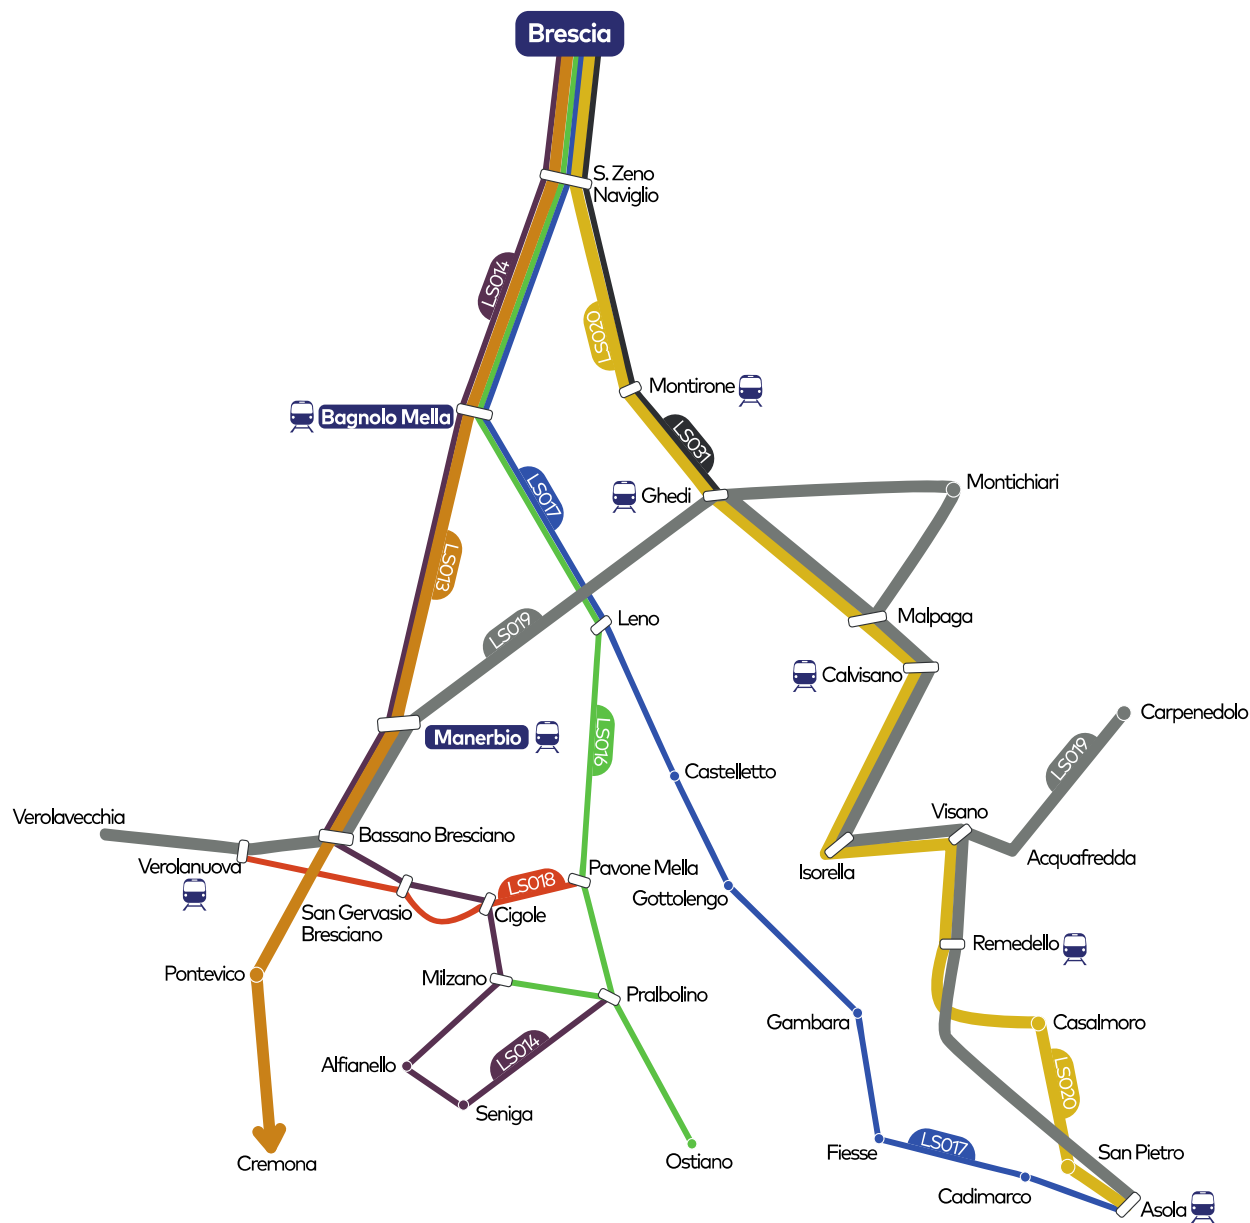 Brescia
S. Zeno
Naviglio
LS014
LS020
Montirone
Bagnolo Mella
LS031
LS017
Ghedi
Montichiari
LS013
LS019
Leno
Malpaga
Calvisano
Manerbio
LS016
Carpenedolo
LS019
Castelletto
Verolavecchia
Bassano Bresciano
Visano
Verolanuova
Isorella
Acquafredda
Pavone Mella
LS018
Gottolengo
San Gervasio
Bresciano
Cigole
Remedello
Pontevico
Milzano
Pralbolino
Gambara
Casalmoro
LS014
Alfianello
LS020
Seniga
Fiesse
LS017
San Pietro
Cremona
Ostiano
Cadimarco
Asola